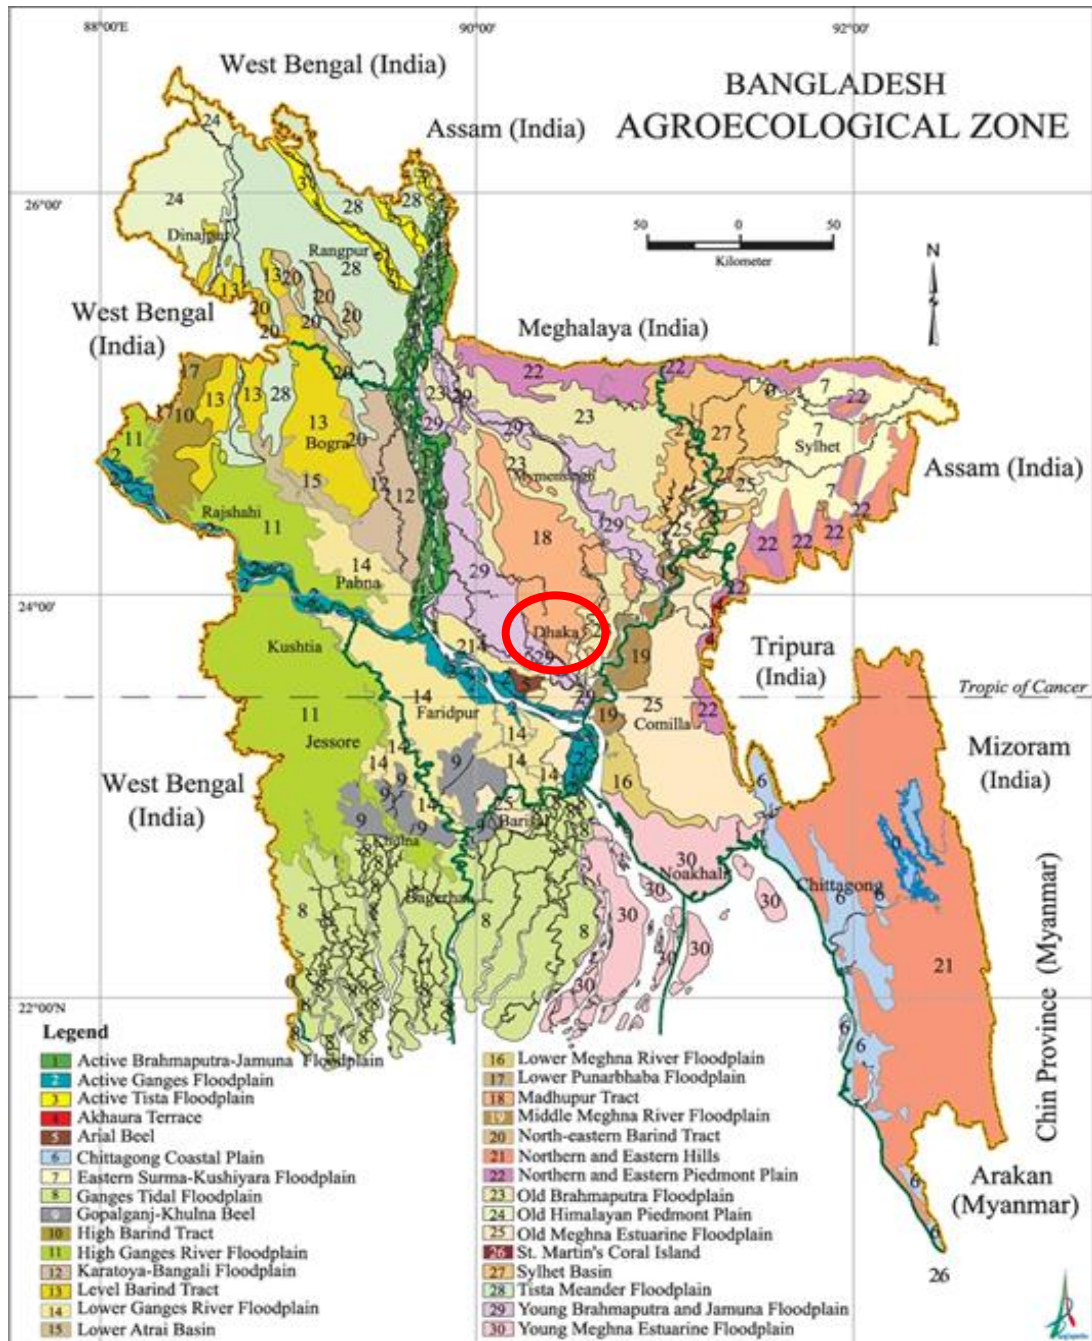 88°00'E 90°00' 92°00'
West Bengal (India)
BANGLADESH
AGROECOLOGICAL ZONE
Assam (India)
26°00'
50 0 50
Kilometer
N
Dinajpur
Rangpur
West Bengal
(India)
Meghalaya (India)
Bogra
Mymensingh
Sylhet
Assam (India)
Rajshahi
Pabna
24°00'
Kushtia
Dhaka
Tripura
(India)
Tropic of Cancer
Faridpur
Comilla
Jessore
Mizoram
(India)
West Bengal
(India)
Barisal
Khulna
Noakhali
Chittagong
Bagerhat
Chin Province (Myanmar)
22°00'N
Arakan
(Myanmar)
26
Legend
1 Active Brahmaputra-Jamuna Floodplain
2 Active Ganges Floodplain
3 Active Tista Floodplain
4 Akhaura Terrace
5 Arial Beel
6 Chittagong Coastal Plain
7 Eastern Surma-Kushiyara Floodplain
8 Ganges Tidal Floodplain
9 Gopalganj-Khulna Beel
10 High Barind Tract
11 High Ganges River Floodplain
12 Karatoya-Bangali Floodplain
13 Level Barind Tract
14 Lower Ganges River Floodplain
15 Lower Atrai Basin
16 Lower Meghna River Floodplain
17 Lower Punarbhaba Floodplain
18 Madhupur Tract
19 Middle Meghna River Floodplain
20 North-eastern Barind Tract
21 Northern and Eastern Hills
22 Northern and Eastern Piedmont Plain
23 Old Brahmaputra Floodplain
24 Old Himalayan Piedmont Plain
25 Old Meghna Estuarine Floodplain
26 St. Martin's Coral Island
27 Sylhet Basin
28 Tista Meander Floodplain
29 Young Brahmaputra and Jamuna Floodplain
30 Young Meghna Estuarine Floodplain